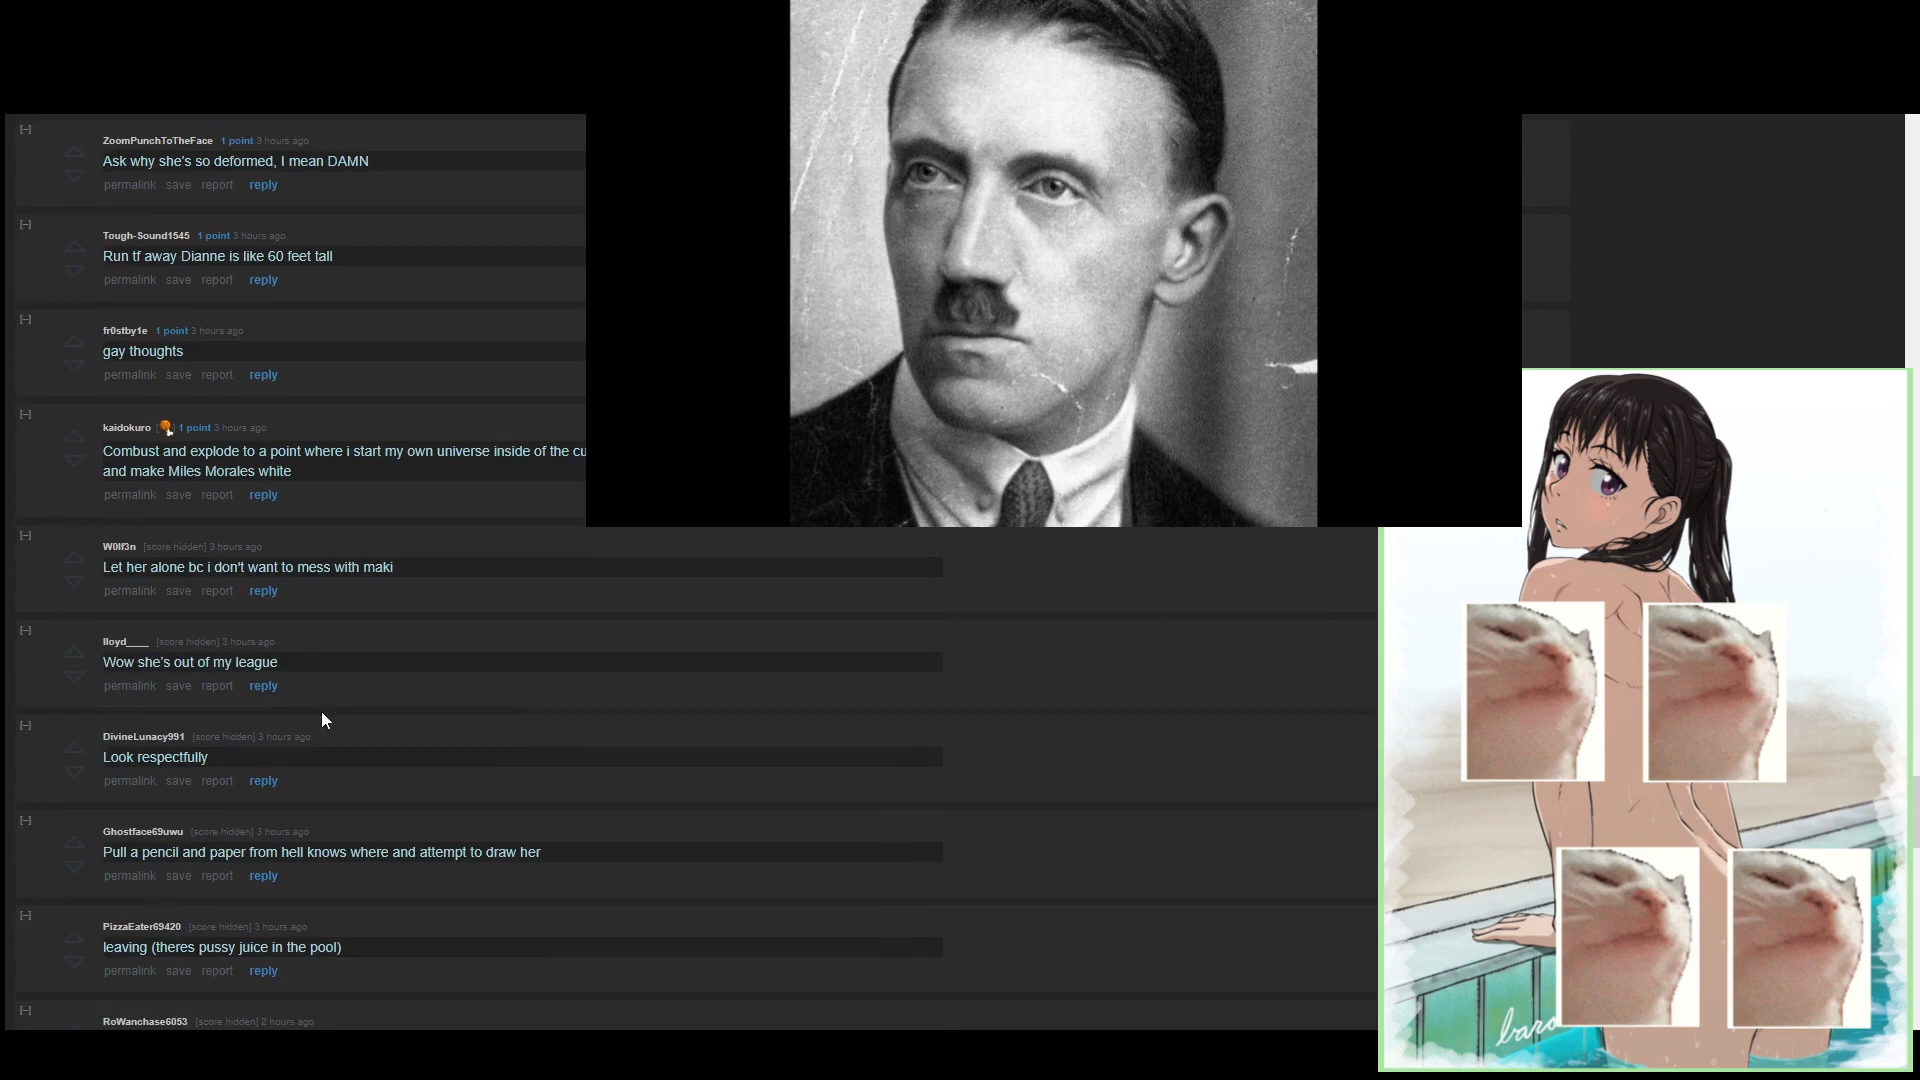 [–]
ZoomPunchToTheFace 1 point 3 hours ago
Ask why she's so deformed, I mean DAMN
permalink save report reply
[–]
Tough-Sound1545 1 point 3 hours ago
Run tf away Dianne is like 60 feet tall
permalink save report reply
[–]
fr0stby1e 1 point 3 hours ago
gay thoughts
permalink save report reply
[–]
kaidokuro 1 point 3 hours ago
Combust and explode to a point where i start my own universe inside of the cu
and make Miles Morales white
permalink save report reply
[–]
W0lf3n [score hidden] 3 hours ago
Let her alone bc i don't want to mess with maki
permalink save report reply
[–]
lloyd____ [score hidden] 3 hours ago
Wow she's out of my league
permalink save report reply
[–]
DivineLunacy991 [score hidden] 3 hours ago
Look respectfully
permalink save report reply
[–]
Ghostface69uwu [score hidden] 3 hours ago
Pull a pencil and paper from hell knows where and attempt to draw her
permalink save report reply
[–]
PizzaEater69420 [score hidden] 3 hours ago
leaving (theres pussy juice in the pool)
permalink save report reply
[–]
RoWanchase6053 [score hidden] 2 hours ago